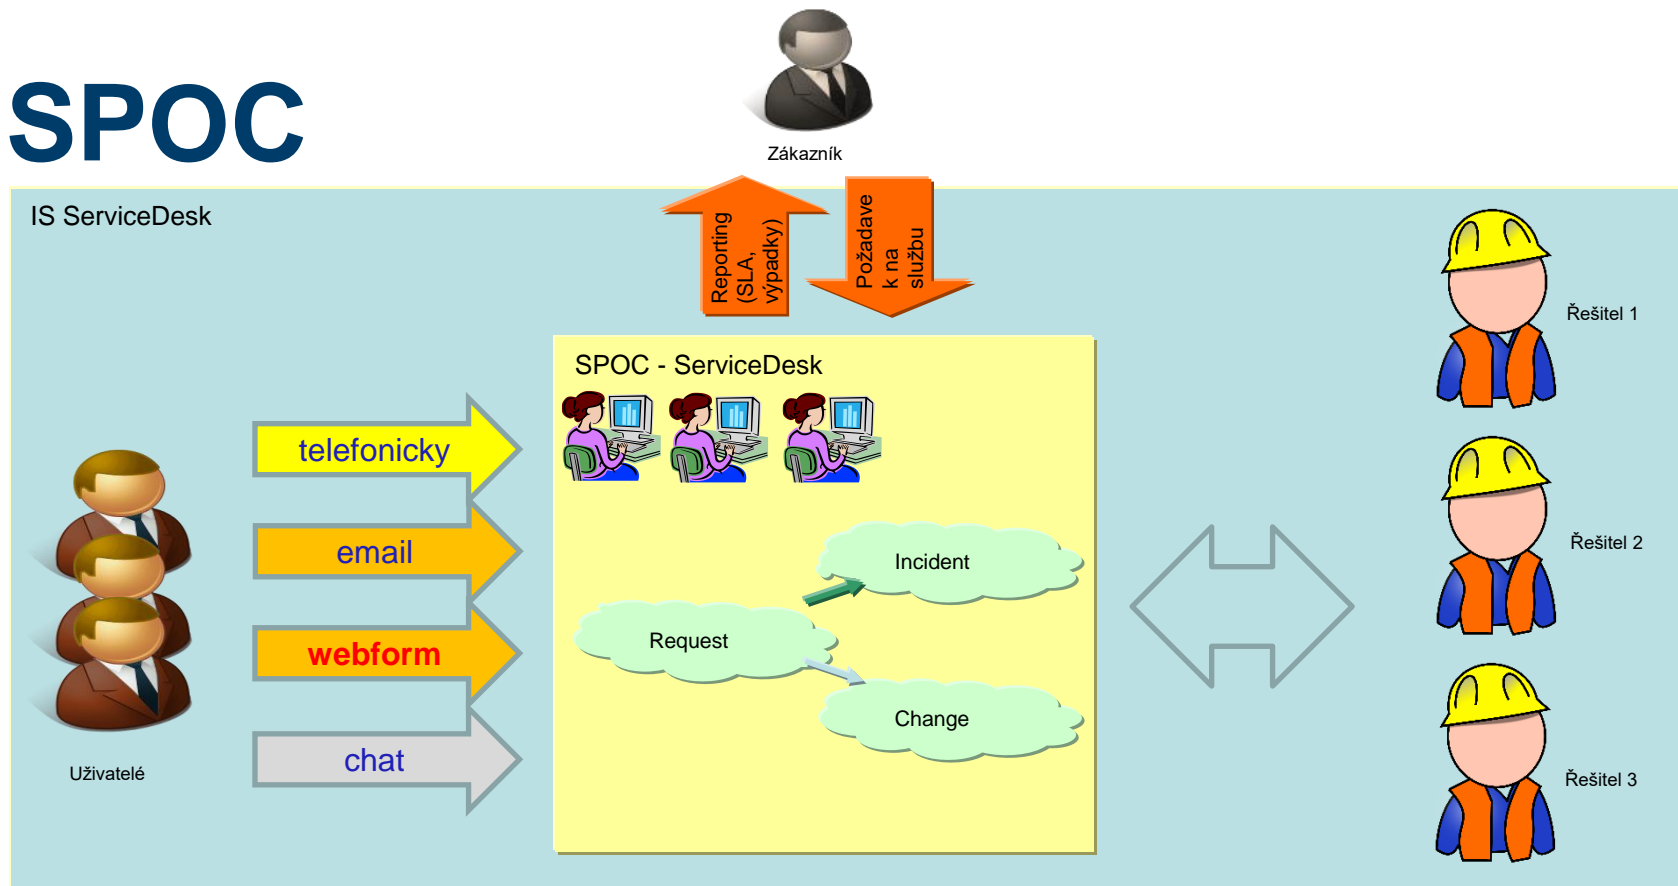 SPOC
Zákazník
IS ServiceDesk
Reporting
(SLA,
výpadky)
Požadave
k na
službu
Řešitel 1
SPOC - ServiceDesk
telefonicky
email
webform
chat
Uživatelé
Incident
Request
Change
Řešitel 2
Řešitel 3